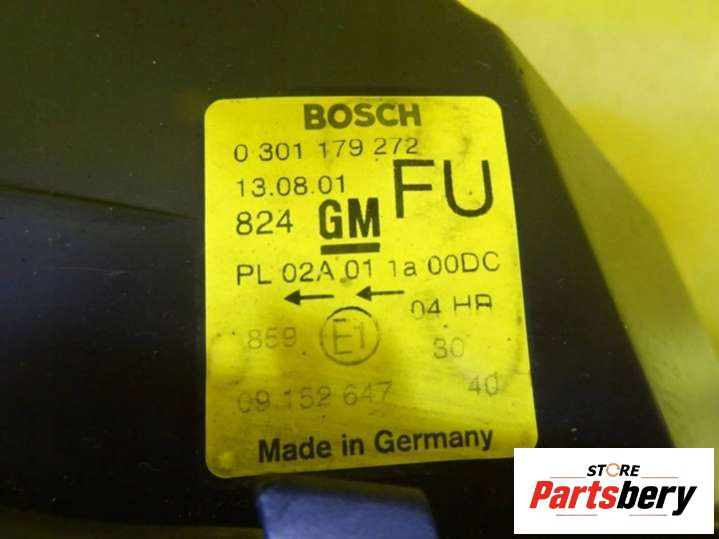 BOSCH
0 301 179 272
13.08.01 FU
824 GM
PL 02A 01 1a 00DC
04 HR
859 E1 30
09 152 647 40
Made in Germany
STORE
Partsbery